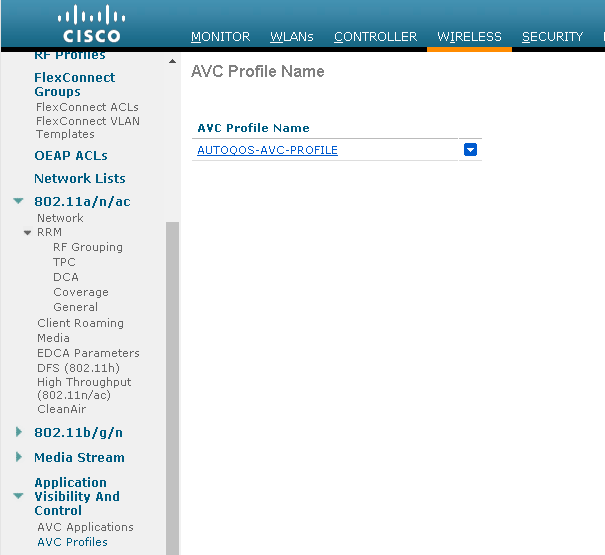 CISCO
MONITOR WLANs CONTROLLER WIRELESS SECURITY
RF Profiles
FlexConnect
Groups
FlexConnect ACLs
FlexConnect VLAN
Templates
OEAP ACLs
Network Lists
802.11a/n/ac
Network
RRM
RF Grouping
TPC
DCA
Coverage
General
Client Roaming
Media
EDCA Parameters
DFS (802.11h)
High Throughput
(802.11n/ac)
CleanAir
802.11b/g/n
Media Stream
Application
Visibility And
Control
AVC Applications
AVC Profiles
AVC Profile Name
AVC Profile Name
AUTOQOS-AVC-PROFILE